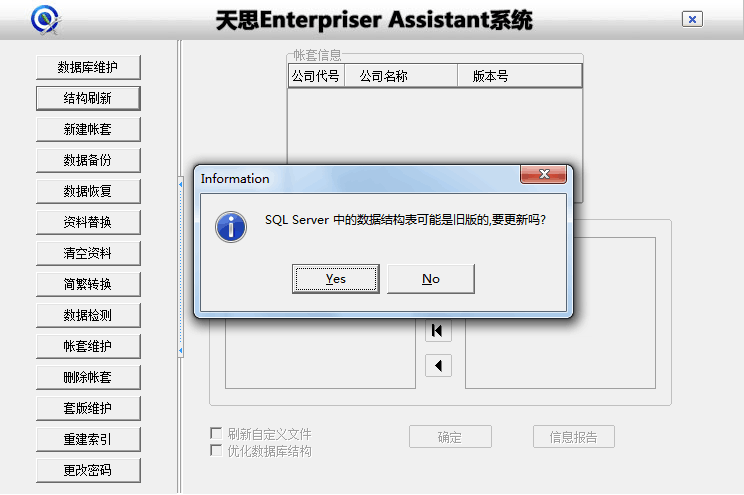 天思Enterpriser Assistant系统
数据库维护
结构刷新
新建帐套
数据备份
数据恢复
资料替换
清空资料
简繁转换
数据检测
帐套维护
删除帐套
套版维护
重建索引
更改密码
帐套信息
公司代号 公司名称 版本号
Information
SQL Server 中的数据结构表可能是旧版的,要更新吗?
Yes No
刷新自定义文件
优化数据库结构
确定 信息报告